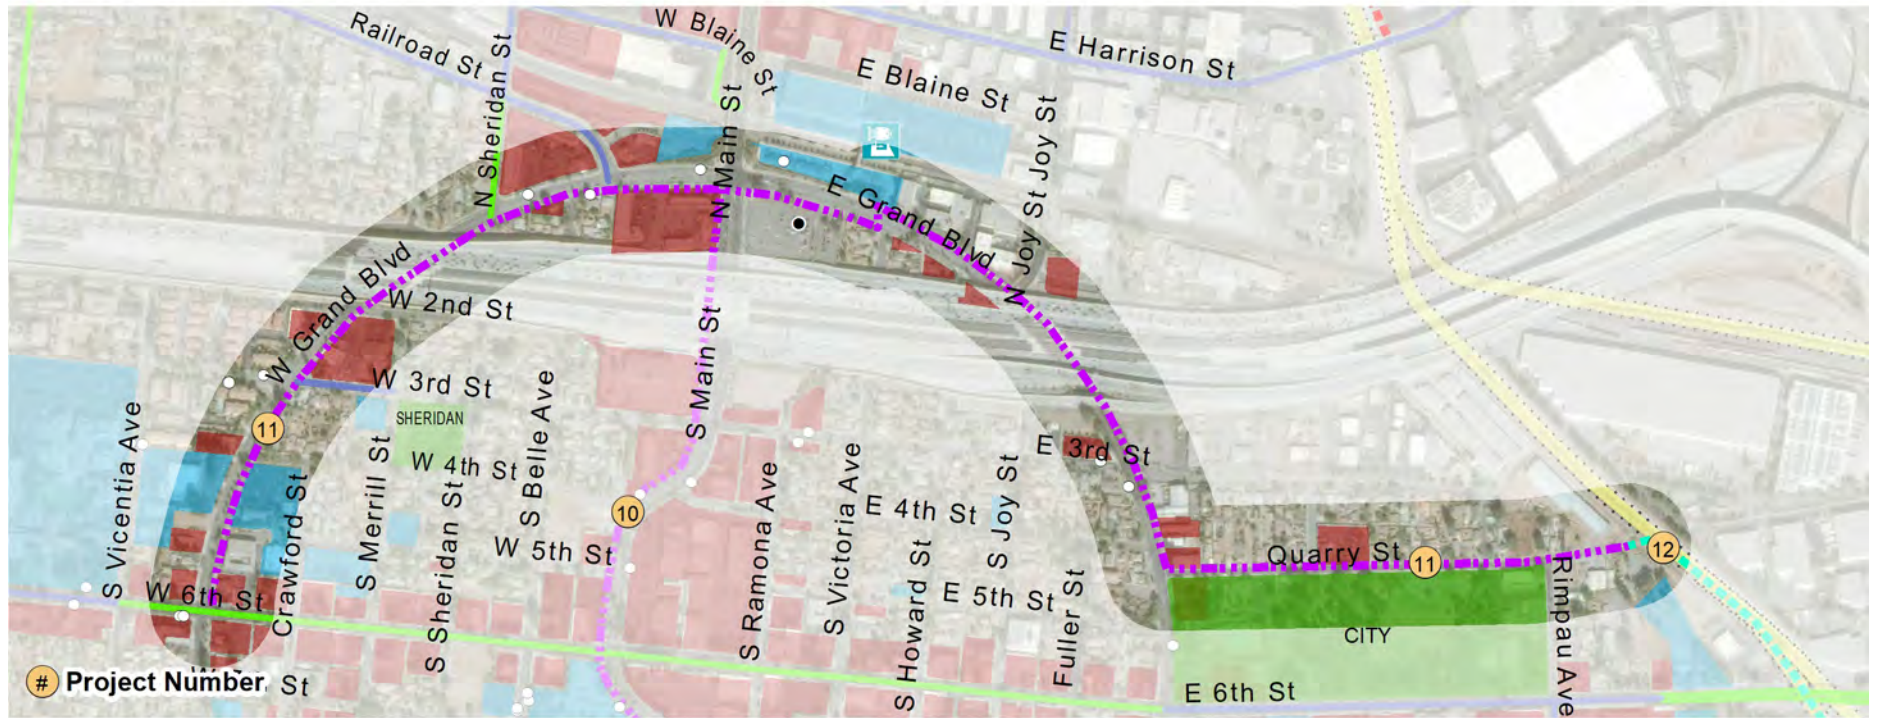 W Blaine St
Railroad St
N Sheridan St
E Harrison St
E Blaine St
N Main St
N Joy St
S Joy St
E Grand Blvd
W Grand Blvd
W 2nd St
S Main St
W 3rd St
SHERIDAN
11
S Vicentia Ave
Crawford St
S Merrill St
W 4th St
S Sheridan St
S Belle Ave
10
W 5th St
S Ramona Ave
S Victoria Ave
E 3rd St
E 4th St
S Joy St
S Howard St
E 5th St
Fuller St
Quarry St
11
12
W 6th St
CITY
Rimpau Ave
E 6th St
# Project Number
St